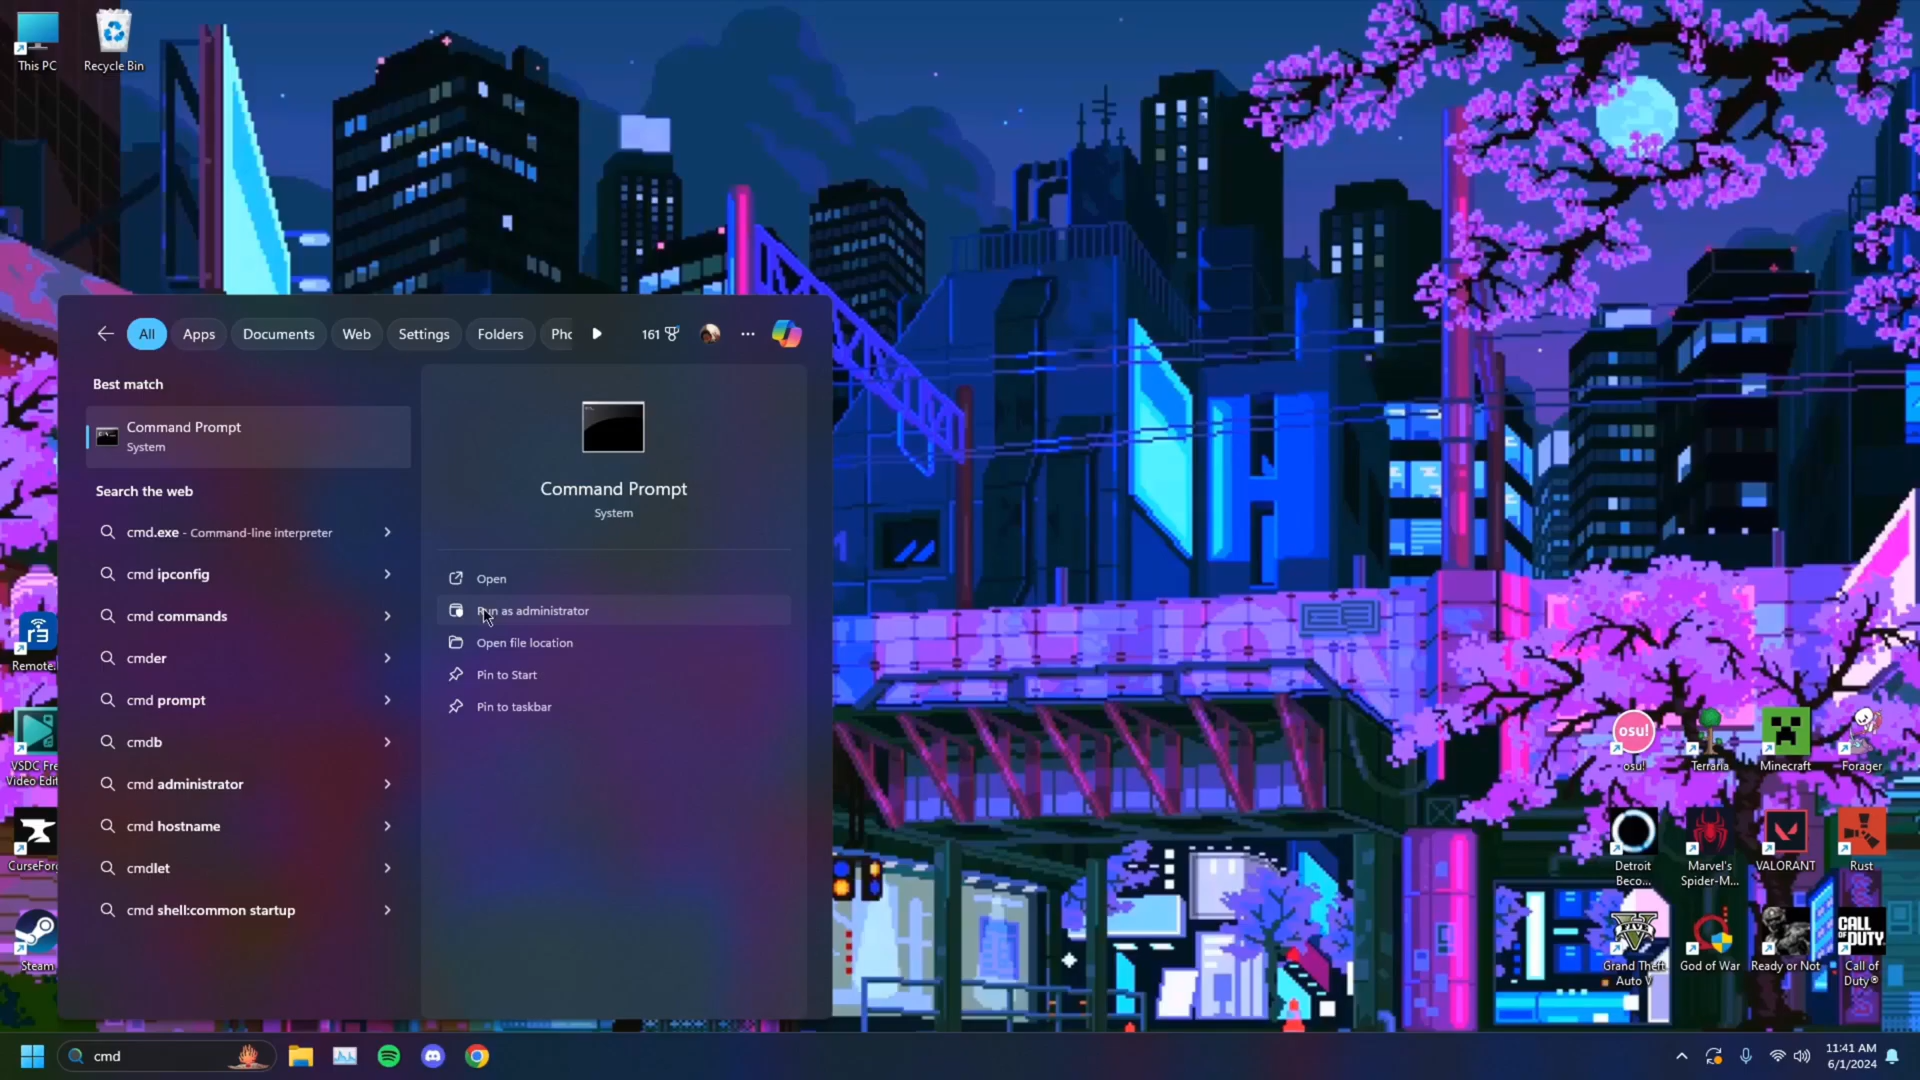 This PC
Recycle Bin
All
Apps
Documents
Web
Settings
Folders
Pho
161
Best match
Command Prompt
System
Search the web
cmd.exe - Command-line interpreter
cmd ipconfig
cmd commands
cmder
cmd prompt
cmdb
cmd administrator
cmd hostname
cmdlet
cmd shell:common startup
Command Prompt
System
Open
Run as administrator
Open file location
Pin to Start
Pin to taskbar
Remote.
VSDC Fre
Video Edit
CurseForg
Steam
osu!
osu!
Terraria
Minecraft
Forager
Detroit
Beco...
Marvel's
Spider-M...
VALORANT
Rust
FIVE
CALL OF DUTY
Grand Theft
Auto V
God of War
Ready or Not
Call of
Duty®
cmd
11:41 AM
6/1/2024